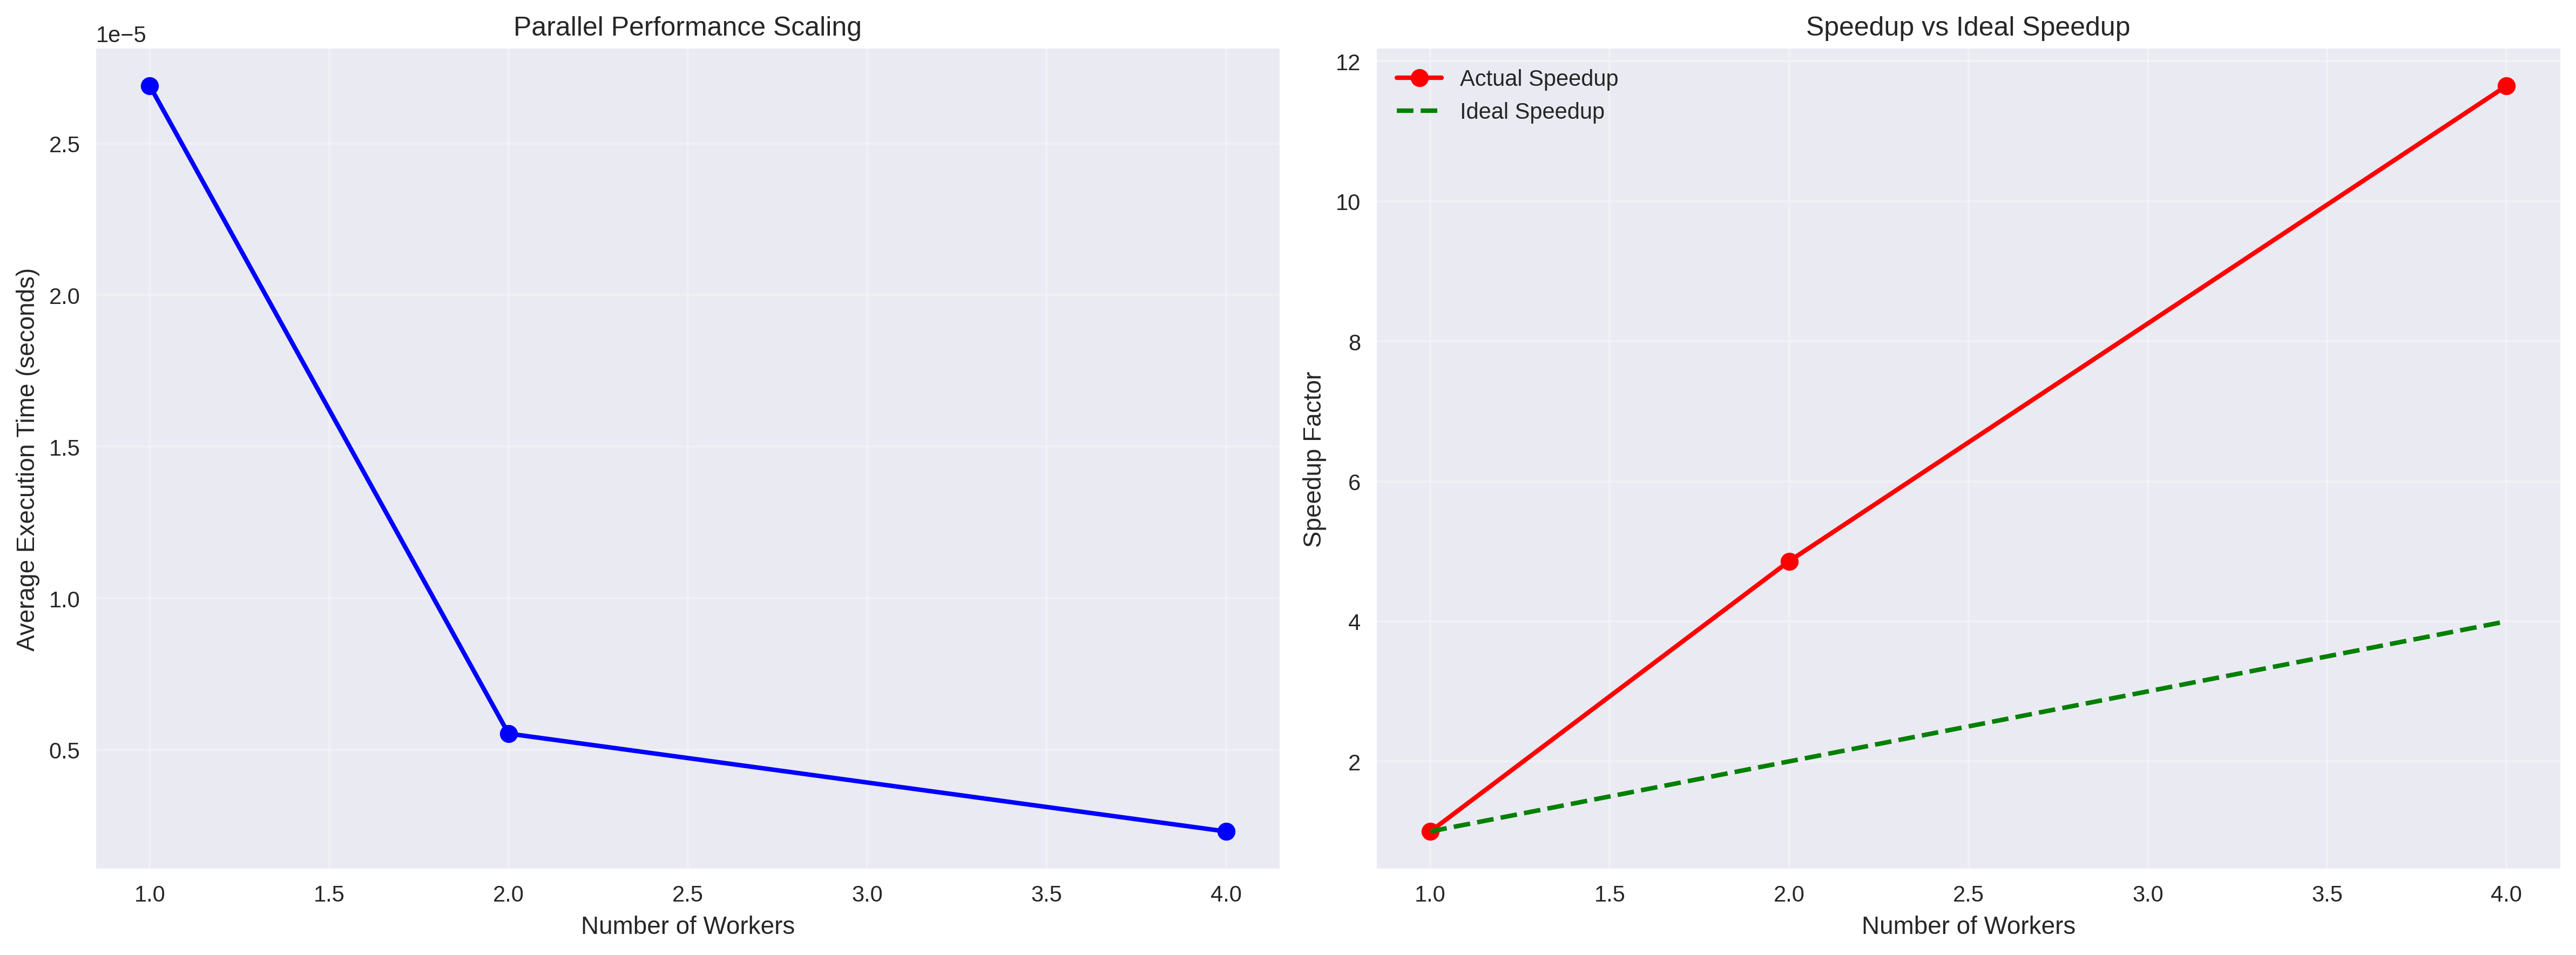 Parallel Performance Scaling
1e−5
2.5
2.0
1.5
1.0
0.5
Average Execution Time (seconds)
1.0 1.5 2.0 2.5 3.0 3.5 4.0
Number of Workers
Speedup vs Ideal Speedup
Actual Speedup
Ideal Speedup
12
10
8
6
4
2
Speedup Factor
1.0 1.5 2.0 2.5 3.0 3.5 4.0
Number of Workers